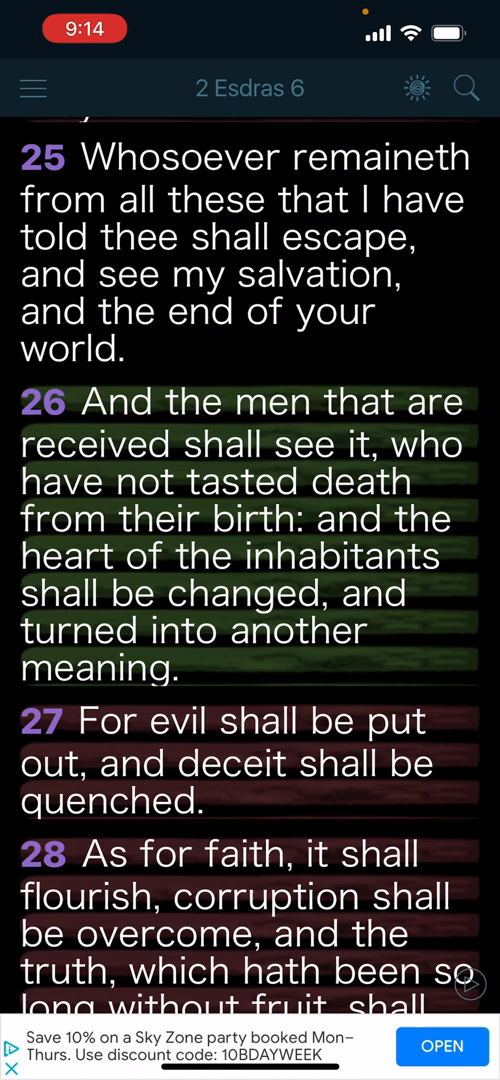 9:14
2 Esdras 6
25 Whosoever remaineth
from all these that I have
told thee shall escape,
and see my salvation,
and the end of your
world.
26 And the men that are
received shall see it, who
have not tasted death
from their birth: and the
heart of the inhabitants
shall be changed, and
turned into another
meaning.
27 For evil shall be put
out, and deceit shall be
quenched.
28 As for faith, it shall
flourish, corruption shall
be overcome, and the
truth, which hath been so
long without fruit, shall
Save 10% on a Sky Zone party booked Mon–
Thurs. Use discount code: 10BDAYWEEK
OPEN